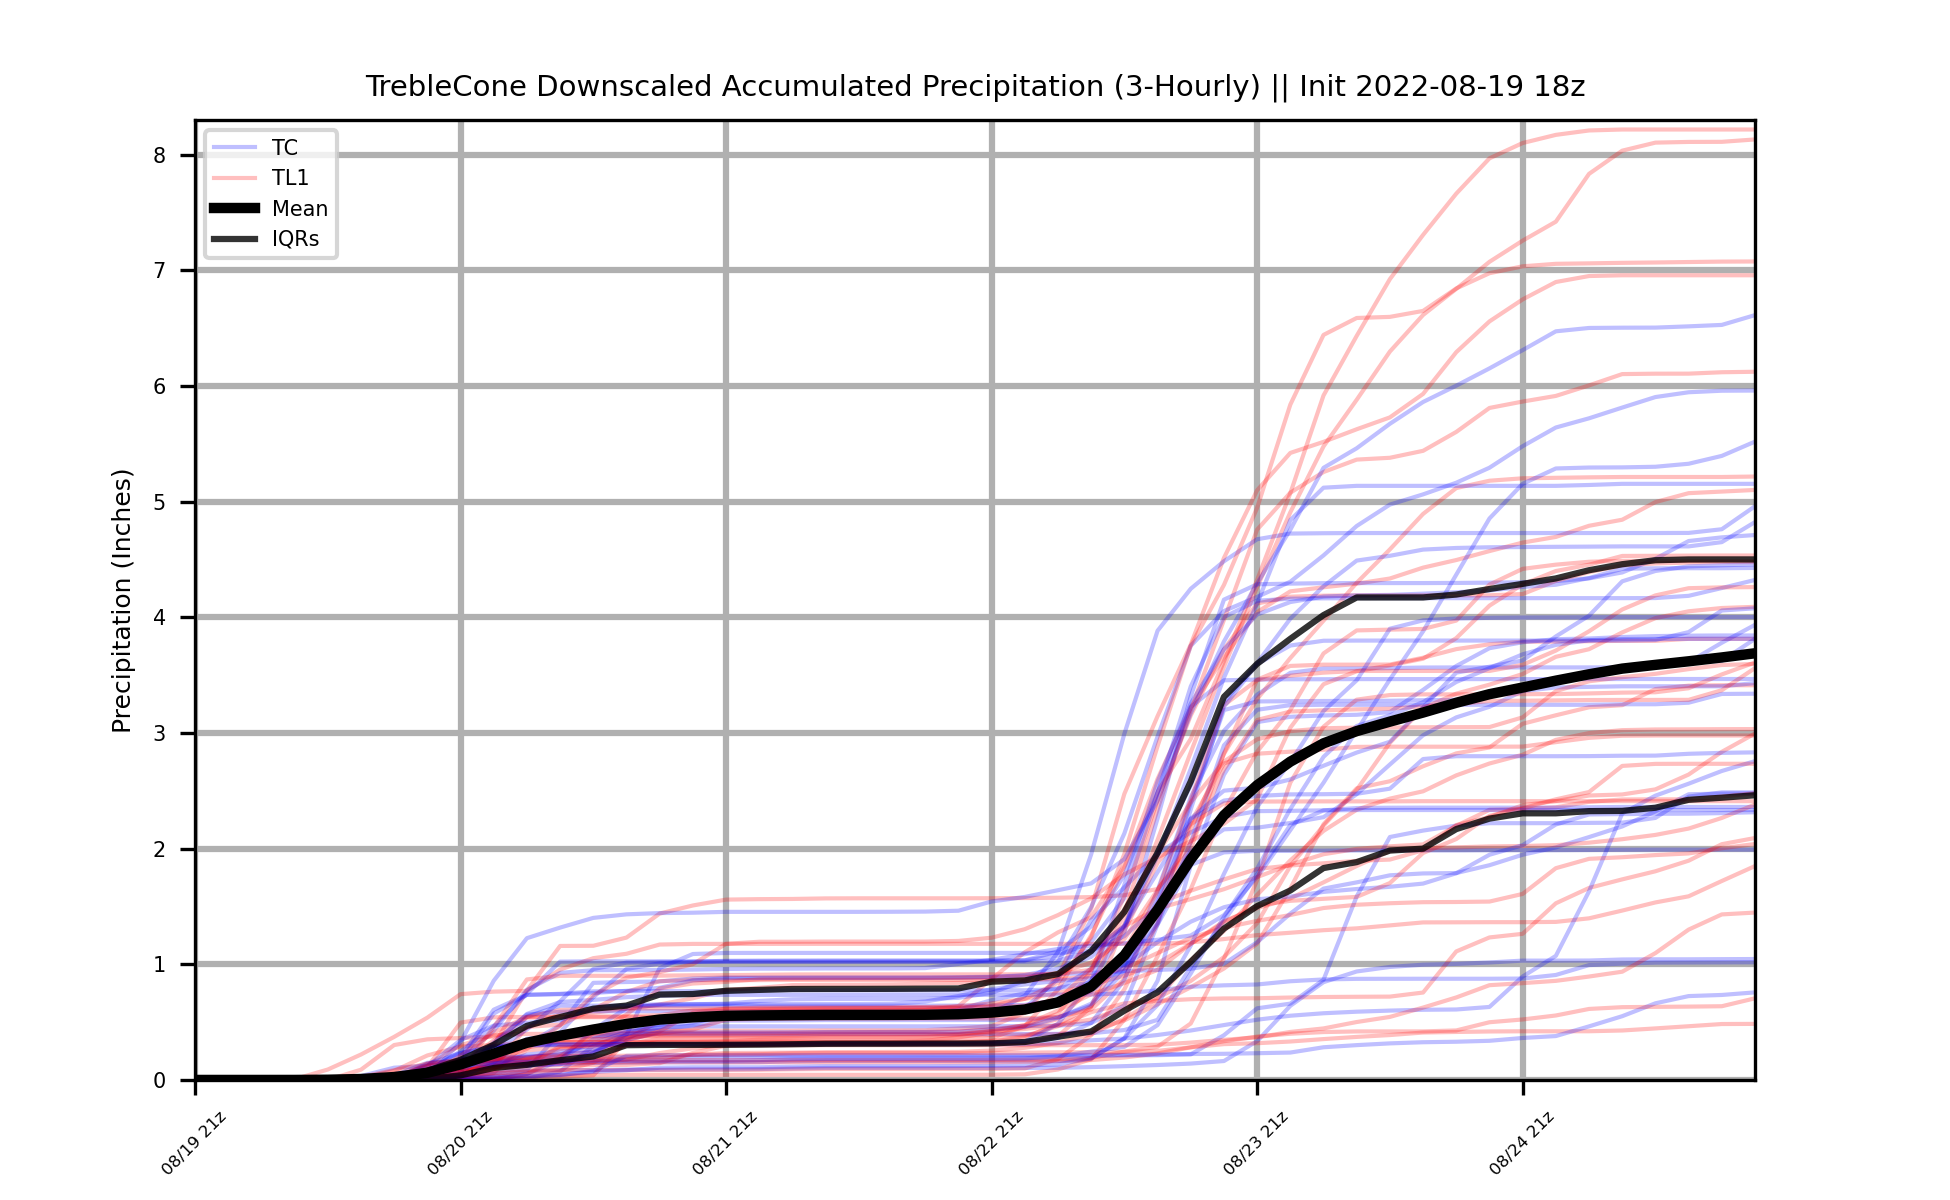 TrebleCone Downscaled Accumulated Precipitation (3-Hourly) || Init 2022-08-19 18z
TC
TL1
Mean
IQRs
Precipitation (Inches)
8
7
6
5
4
3
2
1
0
08/19 21z
08/20 21z
08/21 21z
08/22 21z
08/23 21z
08/24 21z